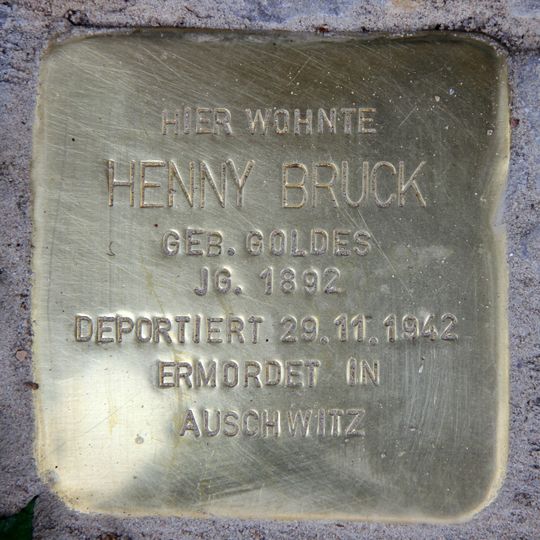 HIER WOHNTE
HENNY BRUCK
GEB. GOLDES
JG. 1892
DEPORTIERT 29.11.1942
ERMORDET IN
AUSCHWITZ